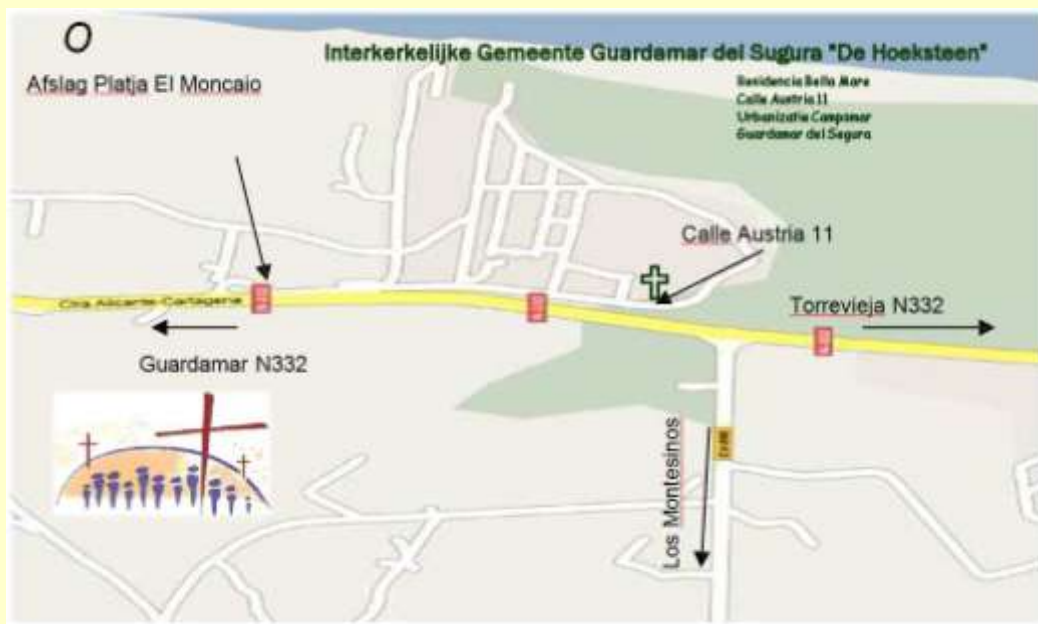 O
Interkerkelijke Gemeente Guardamar del Sugura "De Hoeksteen"
Afslag Platja El Moncaio
Residencia Bella Mare
Calle Austria 11
Urbanizatie Campomar
Guardamar del Segura
Calle Austria 11
Ctra Alicante-Cartagena
Torrevieja N332
Guardamar N332
Los Montesinos